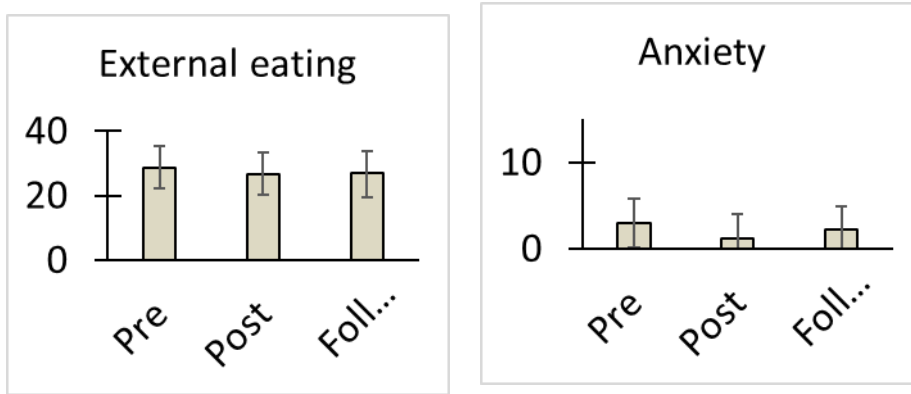 External eating
40
20
0
Pre
Post
Foll...
Anxiety
10
0
Pre
Post
Foll...